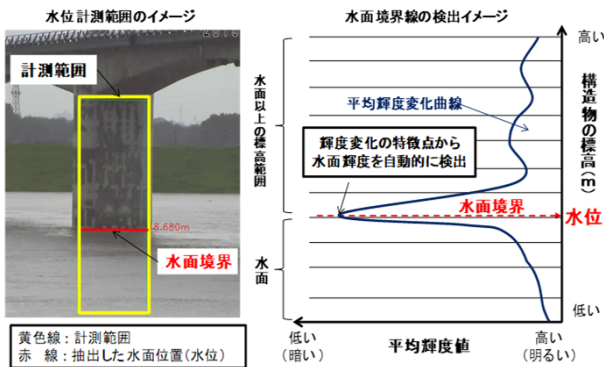 水位計測範囲のイメージ
計測範囲
8.680m
水面境界
黄色線：計測範囲
赤　線：抽出した水面位置(水位)
水面境界線の検出イメージ
高い
水面以上の標高範囲
平均輝度変化曲線
輝度変化の特徴点から
水面輝度を自動的に検出
構造物の標高(m)
水面境界
水位
水面
低い
低い
(暗い)
平均輝度値
高い
(明るい)